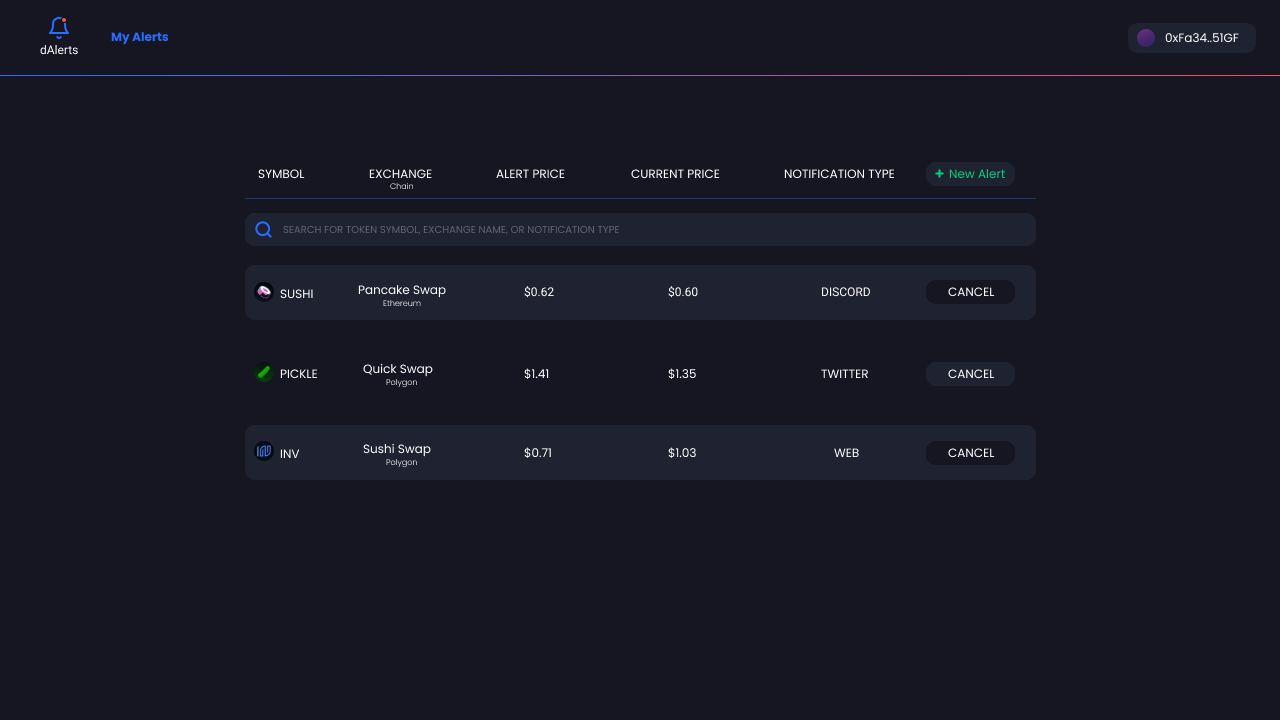 dAlerts
My Alerts
0xFa34..51GF
SYMBOL EXCHANGE ALERT PRICE CURRENT PRICE NOTIFICATION TYPE + New Alert
Chain
SEARCH FOR TOKEN SYMBOL, EXCHANGE NAME, OR NOTIFICATION TYPE
SUSHI Pancake Swap $0.62 $0.60 DISCORD CANCEL
Ethereum
PICKLE Quick Swap $1.41 $1.35 TWITTER CANCEL
Polygon
INV Sushi Swap $0.71 $1.03 WEB CANCEL
Polygon